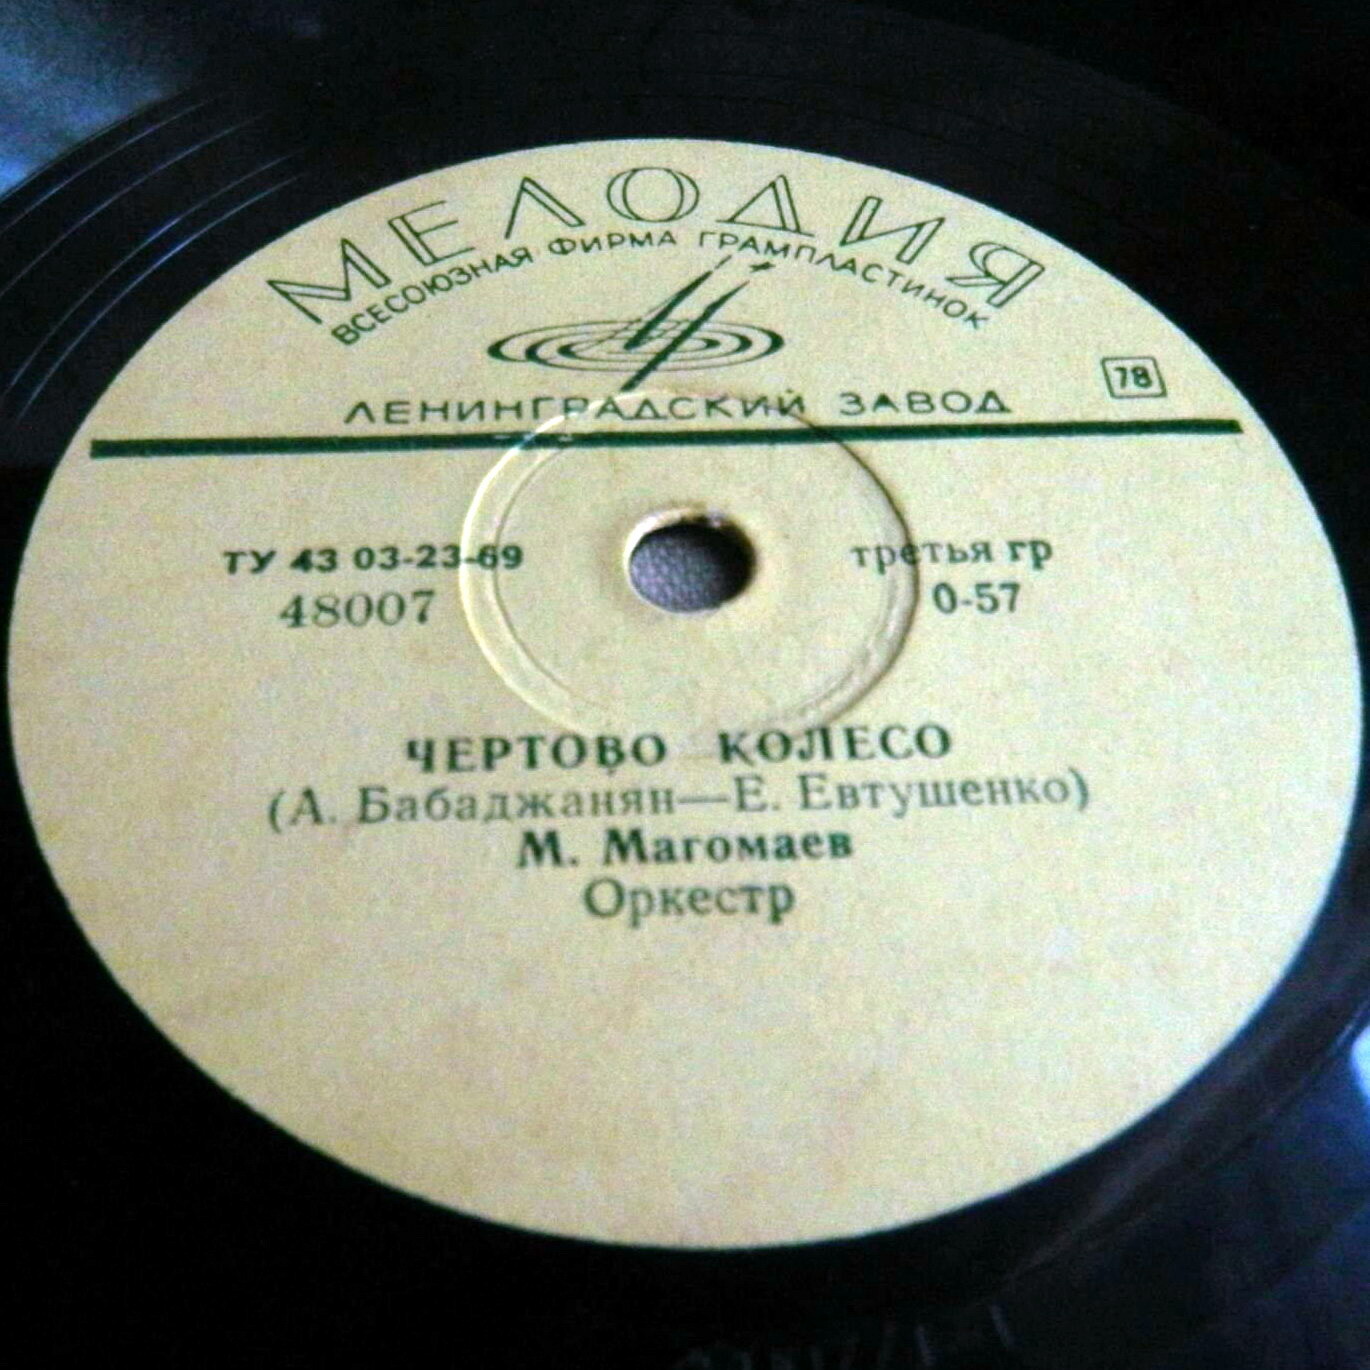 МЕЛОДИЯ
ВСЕСОЮЗНАЯ ФИРМА ГРАМПЛАСТИНОК
78
ЛЕНИНГРАДСКИЙ ЗАВОД
ТУ 43 03-23-69 третья гр
48007 0-57
ЧЕРТОВО КОЛЕСО
(А. Бабаджанян—Е. Евтушенко)
М. Магомаев
Оркестр